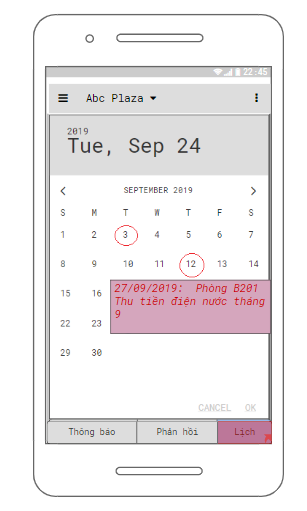 22:45
Abc Plaza
2019
Tue, Sep 24
SEPTEMBER 2019
S M T W T F S
1 2 3 4 5 6 7
8 9 10 11 12 13 14
27/09/2019: Phòng B201
Thu tiền điện nước tháng
9
15 16
22 23
29 30
CANCEL OK
Thông báo Phản hồi Lịch